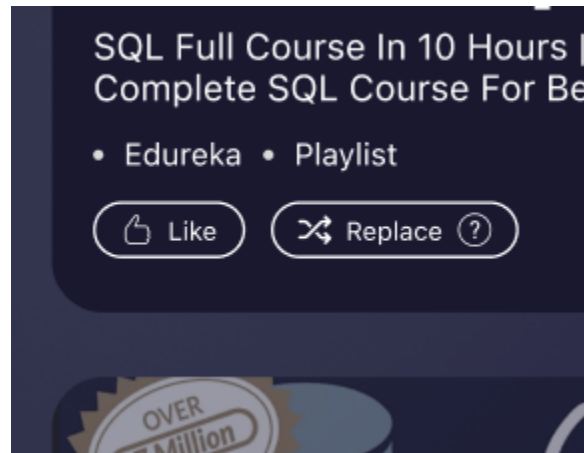 SQL Full Course In 10 Hours |
Complete SQL Course For Be
• Edureka • Playlist
Like
Replace ?
OVER
Million